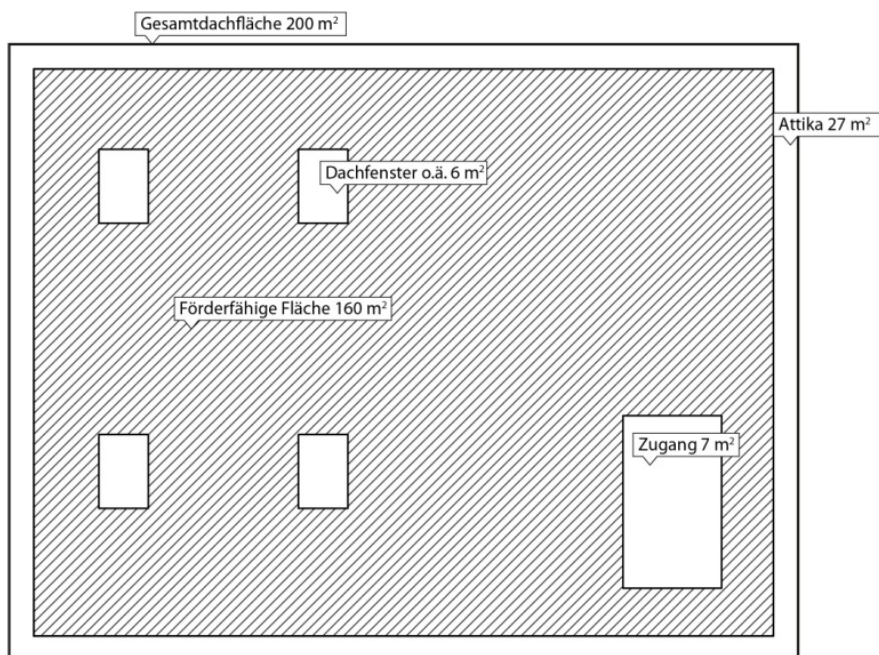 Gesamtdachfläche 200 m²
Attika 27 m²
Dachfenster o.ä. 6 m²
Förderfähige Fläche 160 m²
Zugang 7 m²